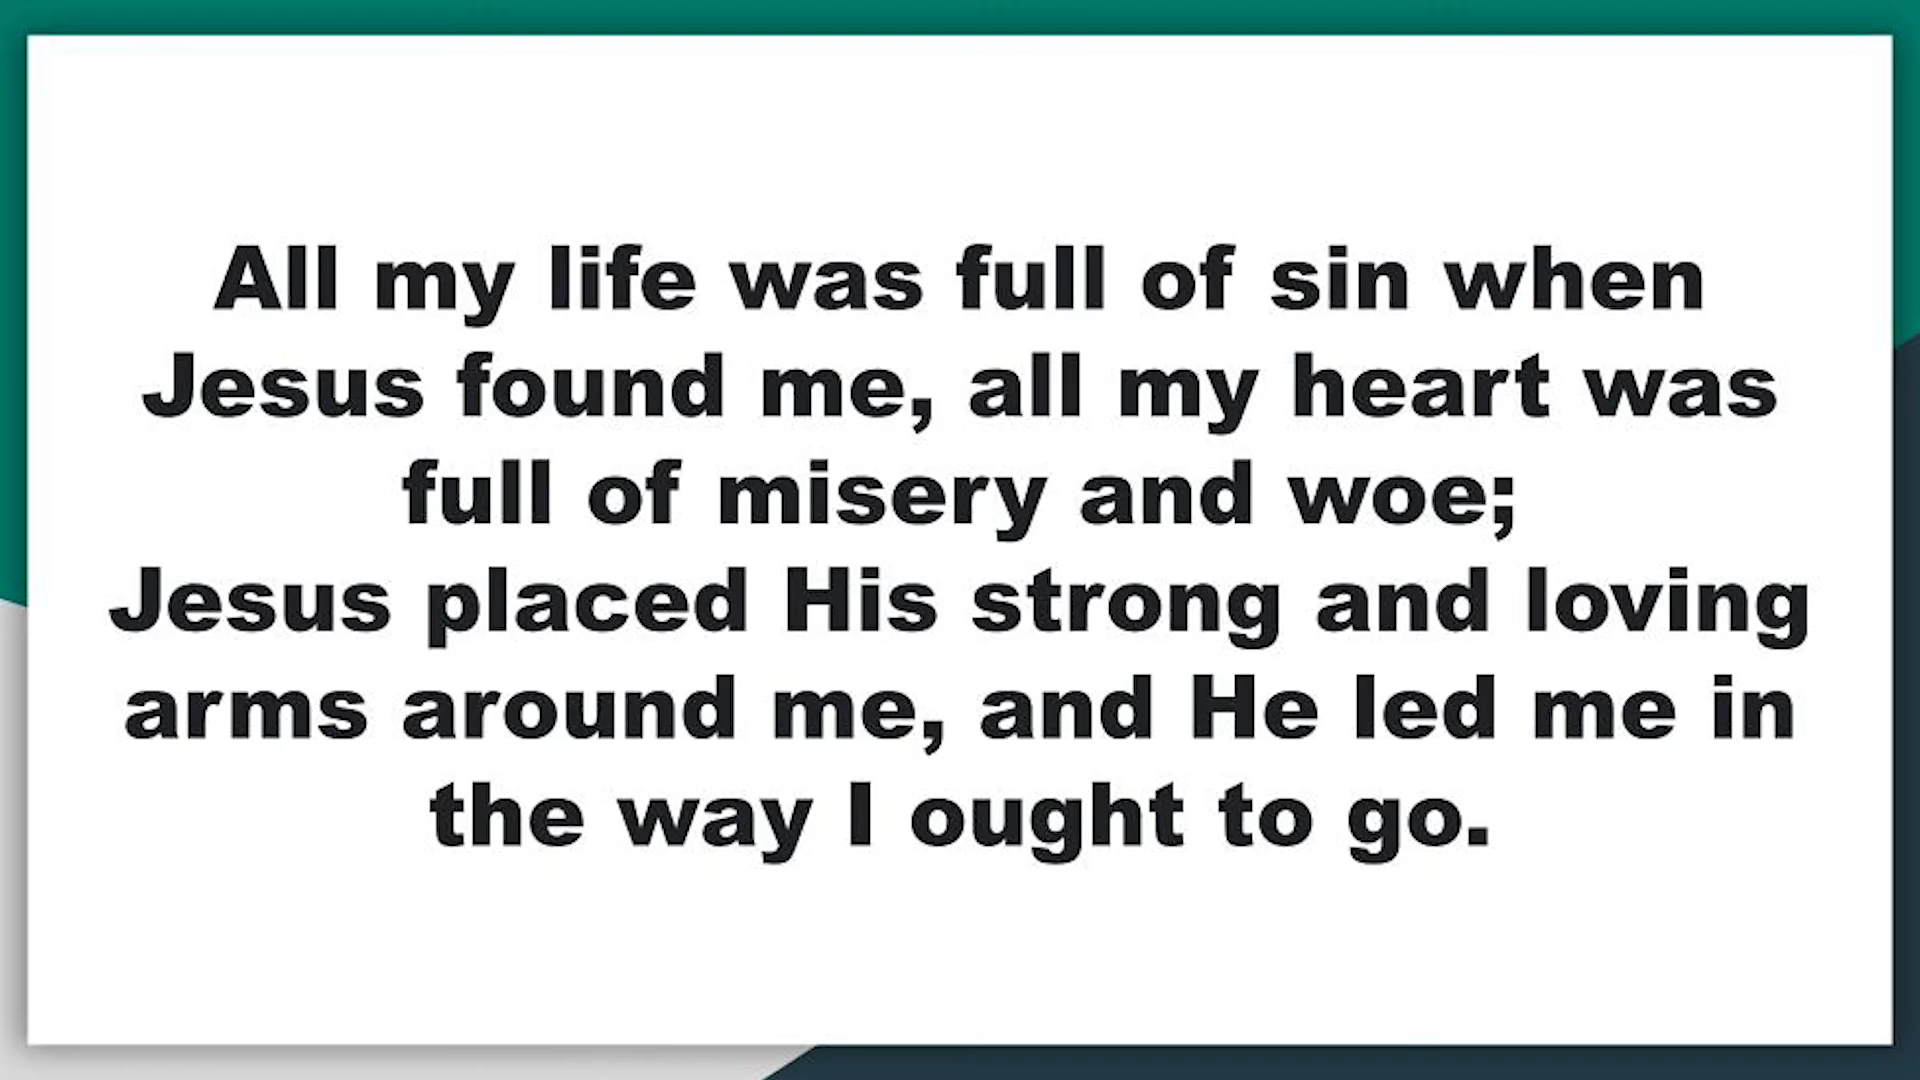 All my life was full of sin when
Jesus found me, all my heart was
full of misery and woe;
Jesus placed His strong and loving
arms around me, and He led me in
the way I ought to go.